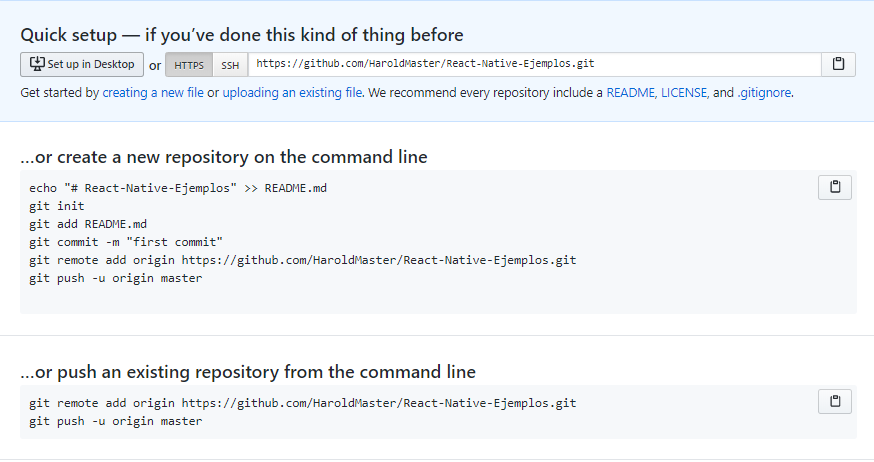 Quick setup — if you’ve done this kind of thing before
Set up in Desktop or HTTPS SSH https://github.com/HaroldMaster/React-Native-Ejemplos.git
Get started by creating a new file or uploading an existing file. We recommend every repository include a README, LICENSE, and .gitignore.
…or create a new repository on the command line
echo "# React-Native-Ejemplos" >> README.md
git init
git add README.md
git commit -m "first commit"
git remote add origin https://github.com/HaroldMaster/React-Native-Ejemplos.git
git push -u origin master
…or push an existing repository from the command line
git remote add origin https://github.com/HaroldMaster/React-Native-Ejemplos.git
git push -u origin master